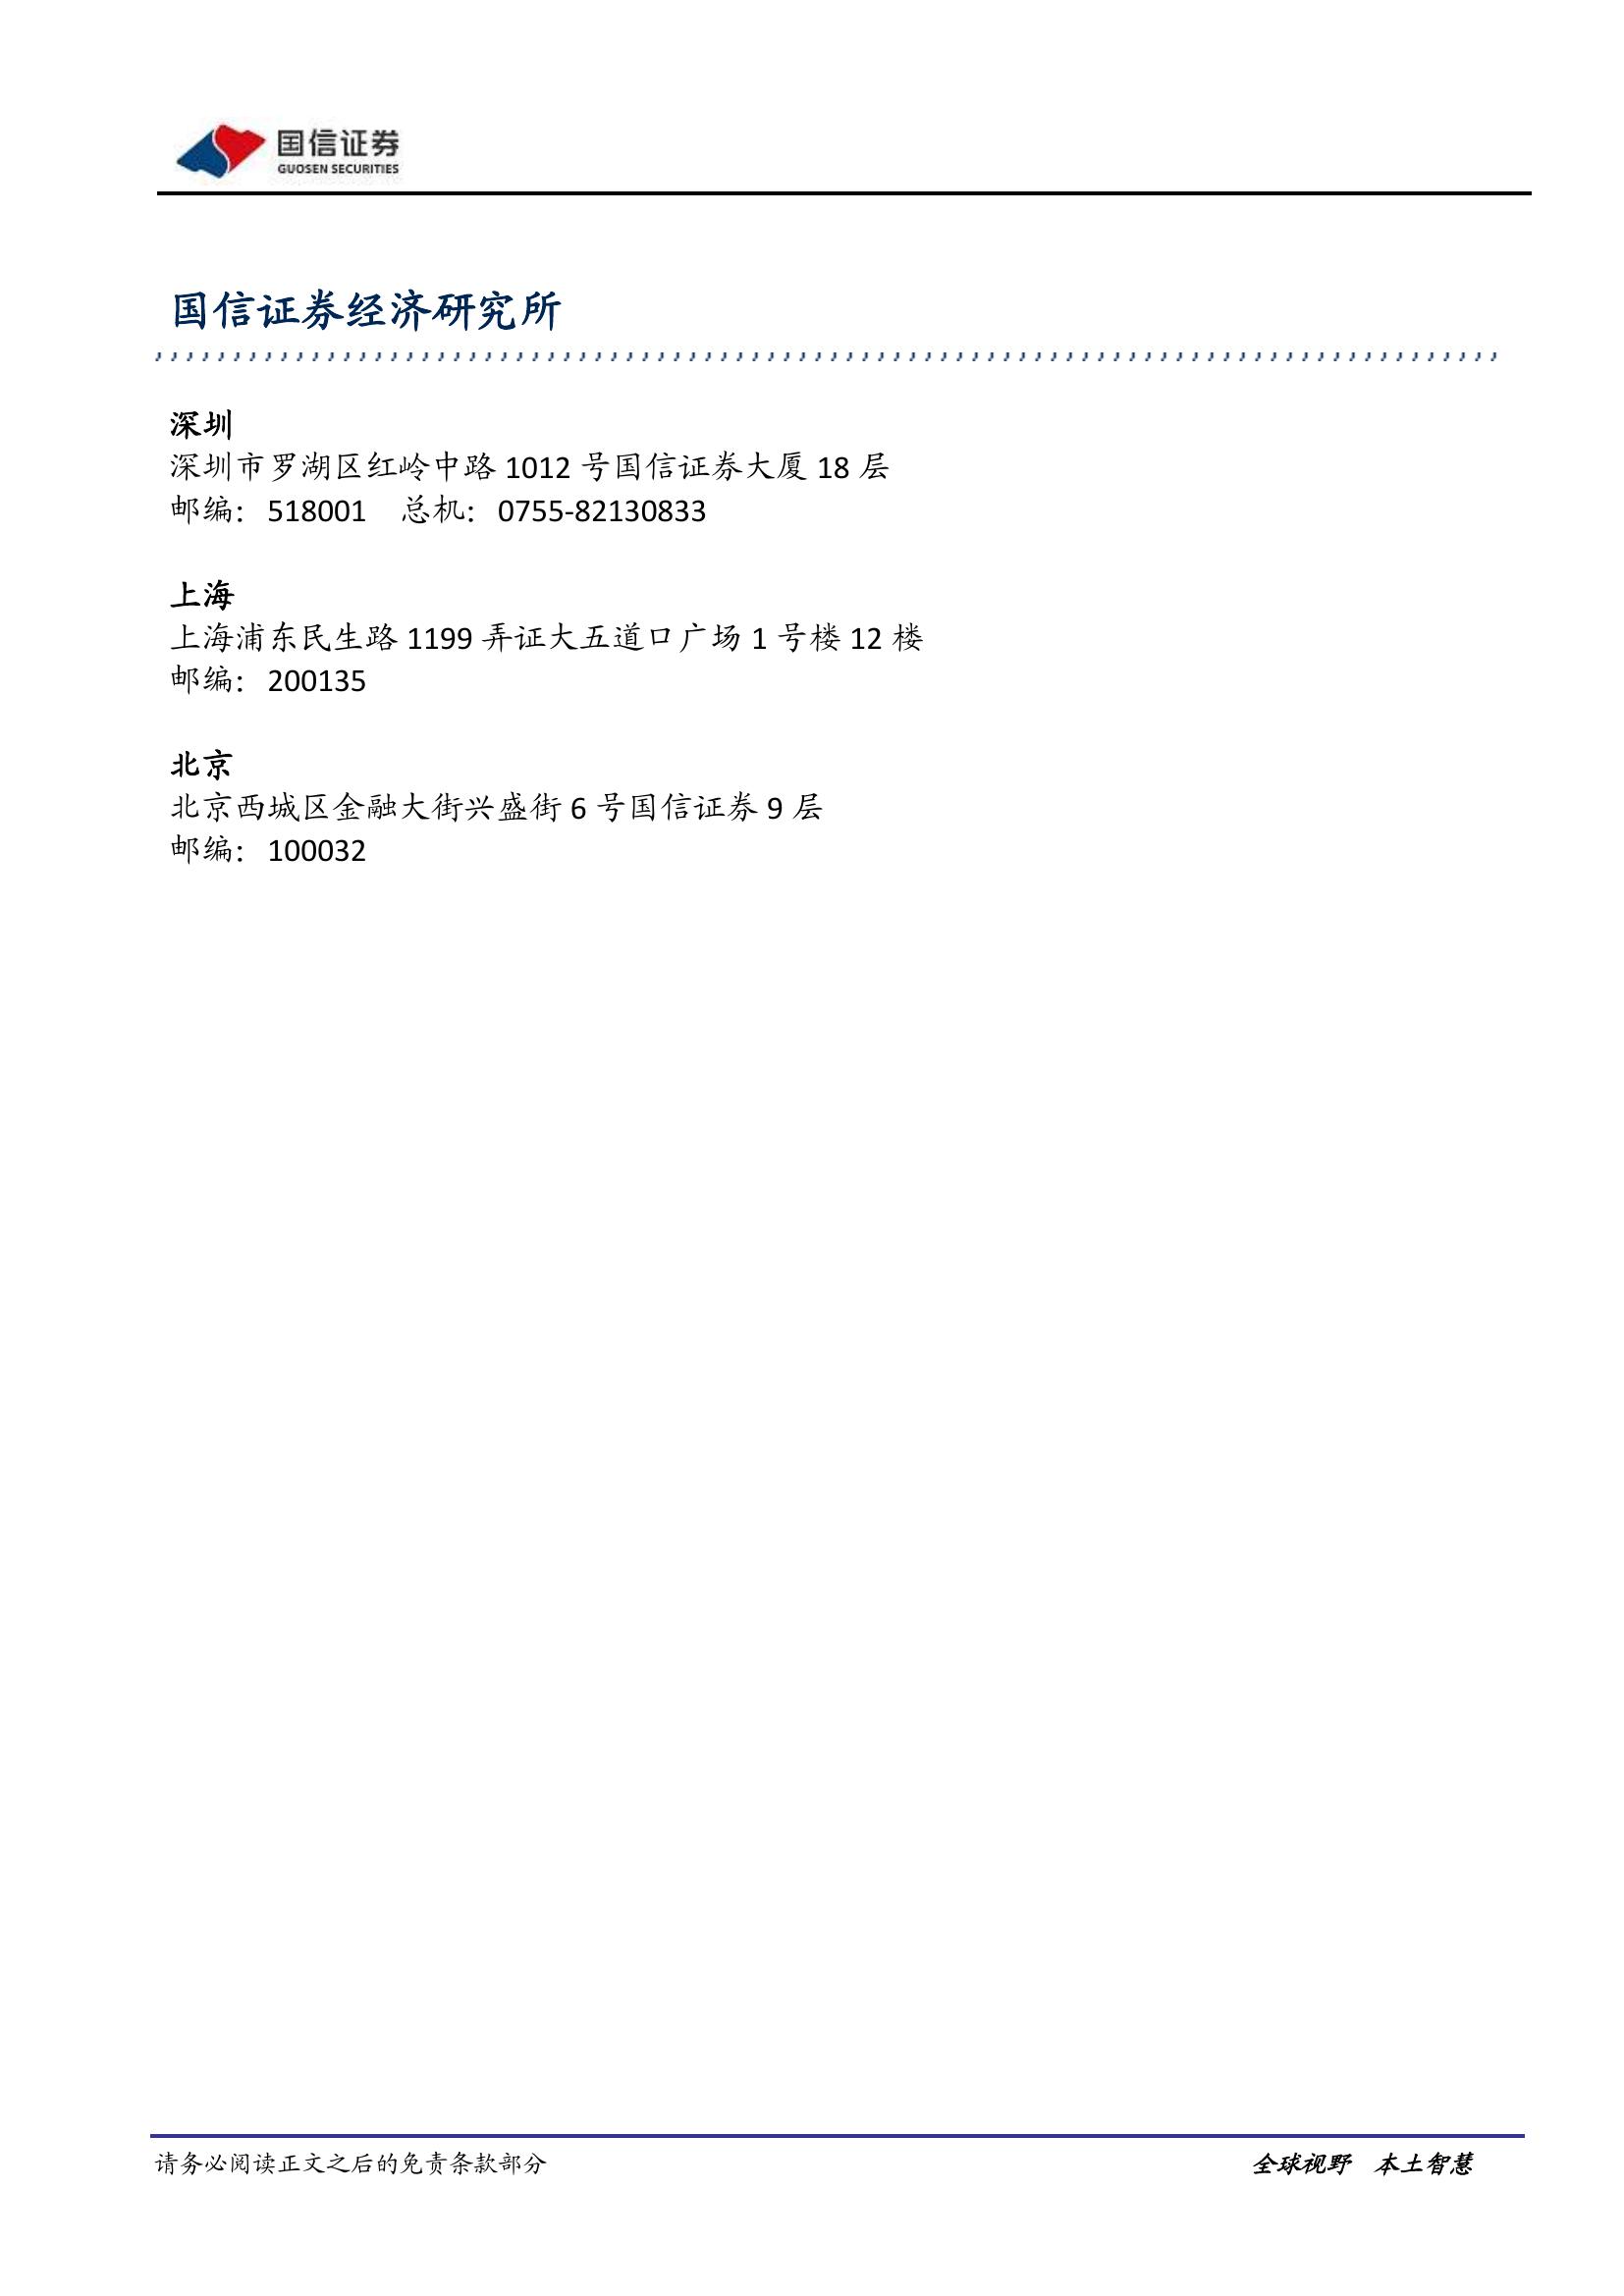 国信证券
GUOSEN SECURITIES
国信证券经济研究所
深圳
深圳市罗湖区红岭中路 1012 号国信证券大厦 18 层
邮编：518001 总机：0755-82130833
上海
上海浦东民生路 1199 弄证大五道口广场 1 号楼 12 楼
邮编：200135
北京
北京西城区金融大街兴盛街 6 号国信证券 9 层
邮编：100032
请务必阅读正文之后的免责条款部分 全球视野 本土智慧